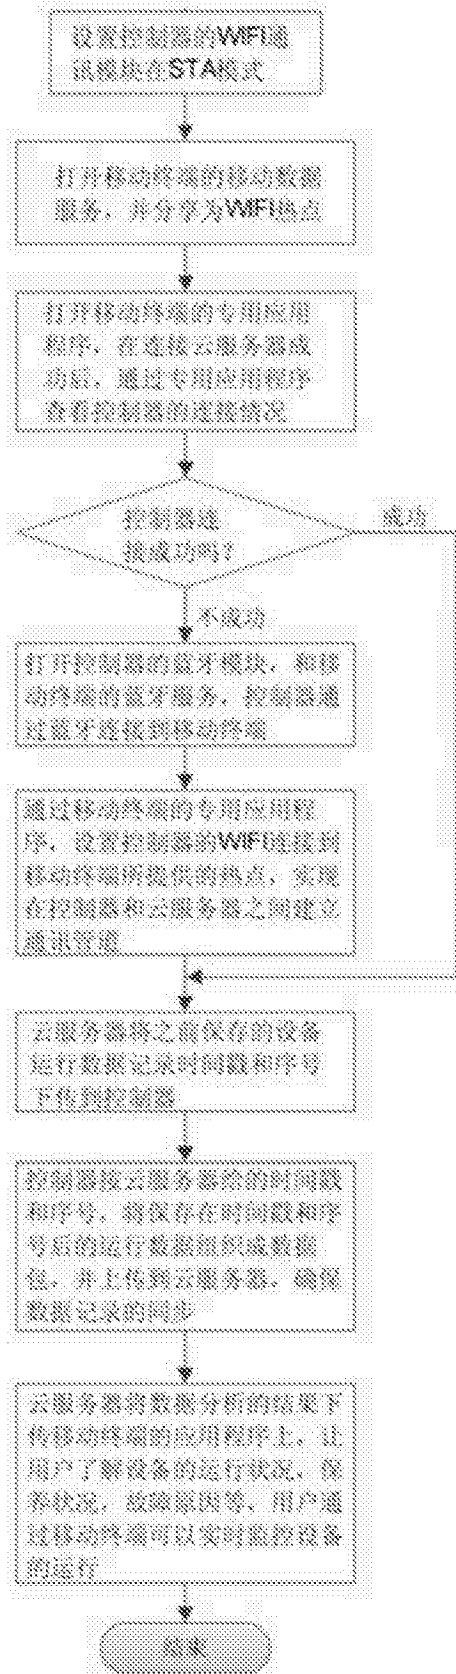 设置控制器的WIFI通
讯模块在STA模式
打开移动终端的移动数据
服务，并分享为WIFI热点
打开移动终端的专用应用
程序，在连接云服务器成
功后，通过专用应用程序
查看控制器的连接情况
控制器连
接成功吗？
成功
不成功
打开控制器的蓝牙模块，和移
动终端的蓝牙服务，控制器通
过蓝牙连接到移动终端
通过移动终端的专用应用程
序，设置控制器的WIFI连接到
移动终端所提供的热点，实现
在控制器和云服务器之间建立
通讯管道
云服务器将之前保存的设备
运行数据记录时间戳和序号
下传到控制器
控制器按云服务器给的时间戳
和序号，将保存在时间戳和序
号后的运行数据组织成数据
包，并上传到云服务器，确保
数据记录的同步
云服务器将数据分析的结果下
传移动终端的应用程序上，让
用户了解设备的运行状况、保
养状况，故障原因等，用户通
过移动终端可以实时监控设备
的运行
结束